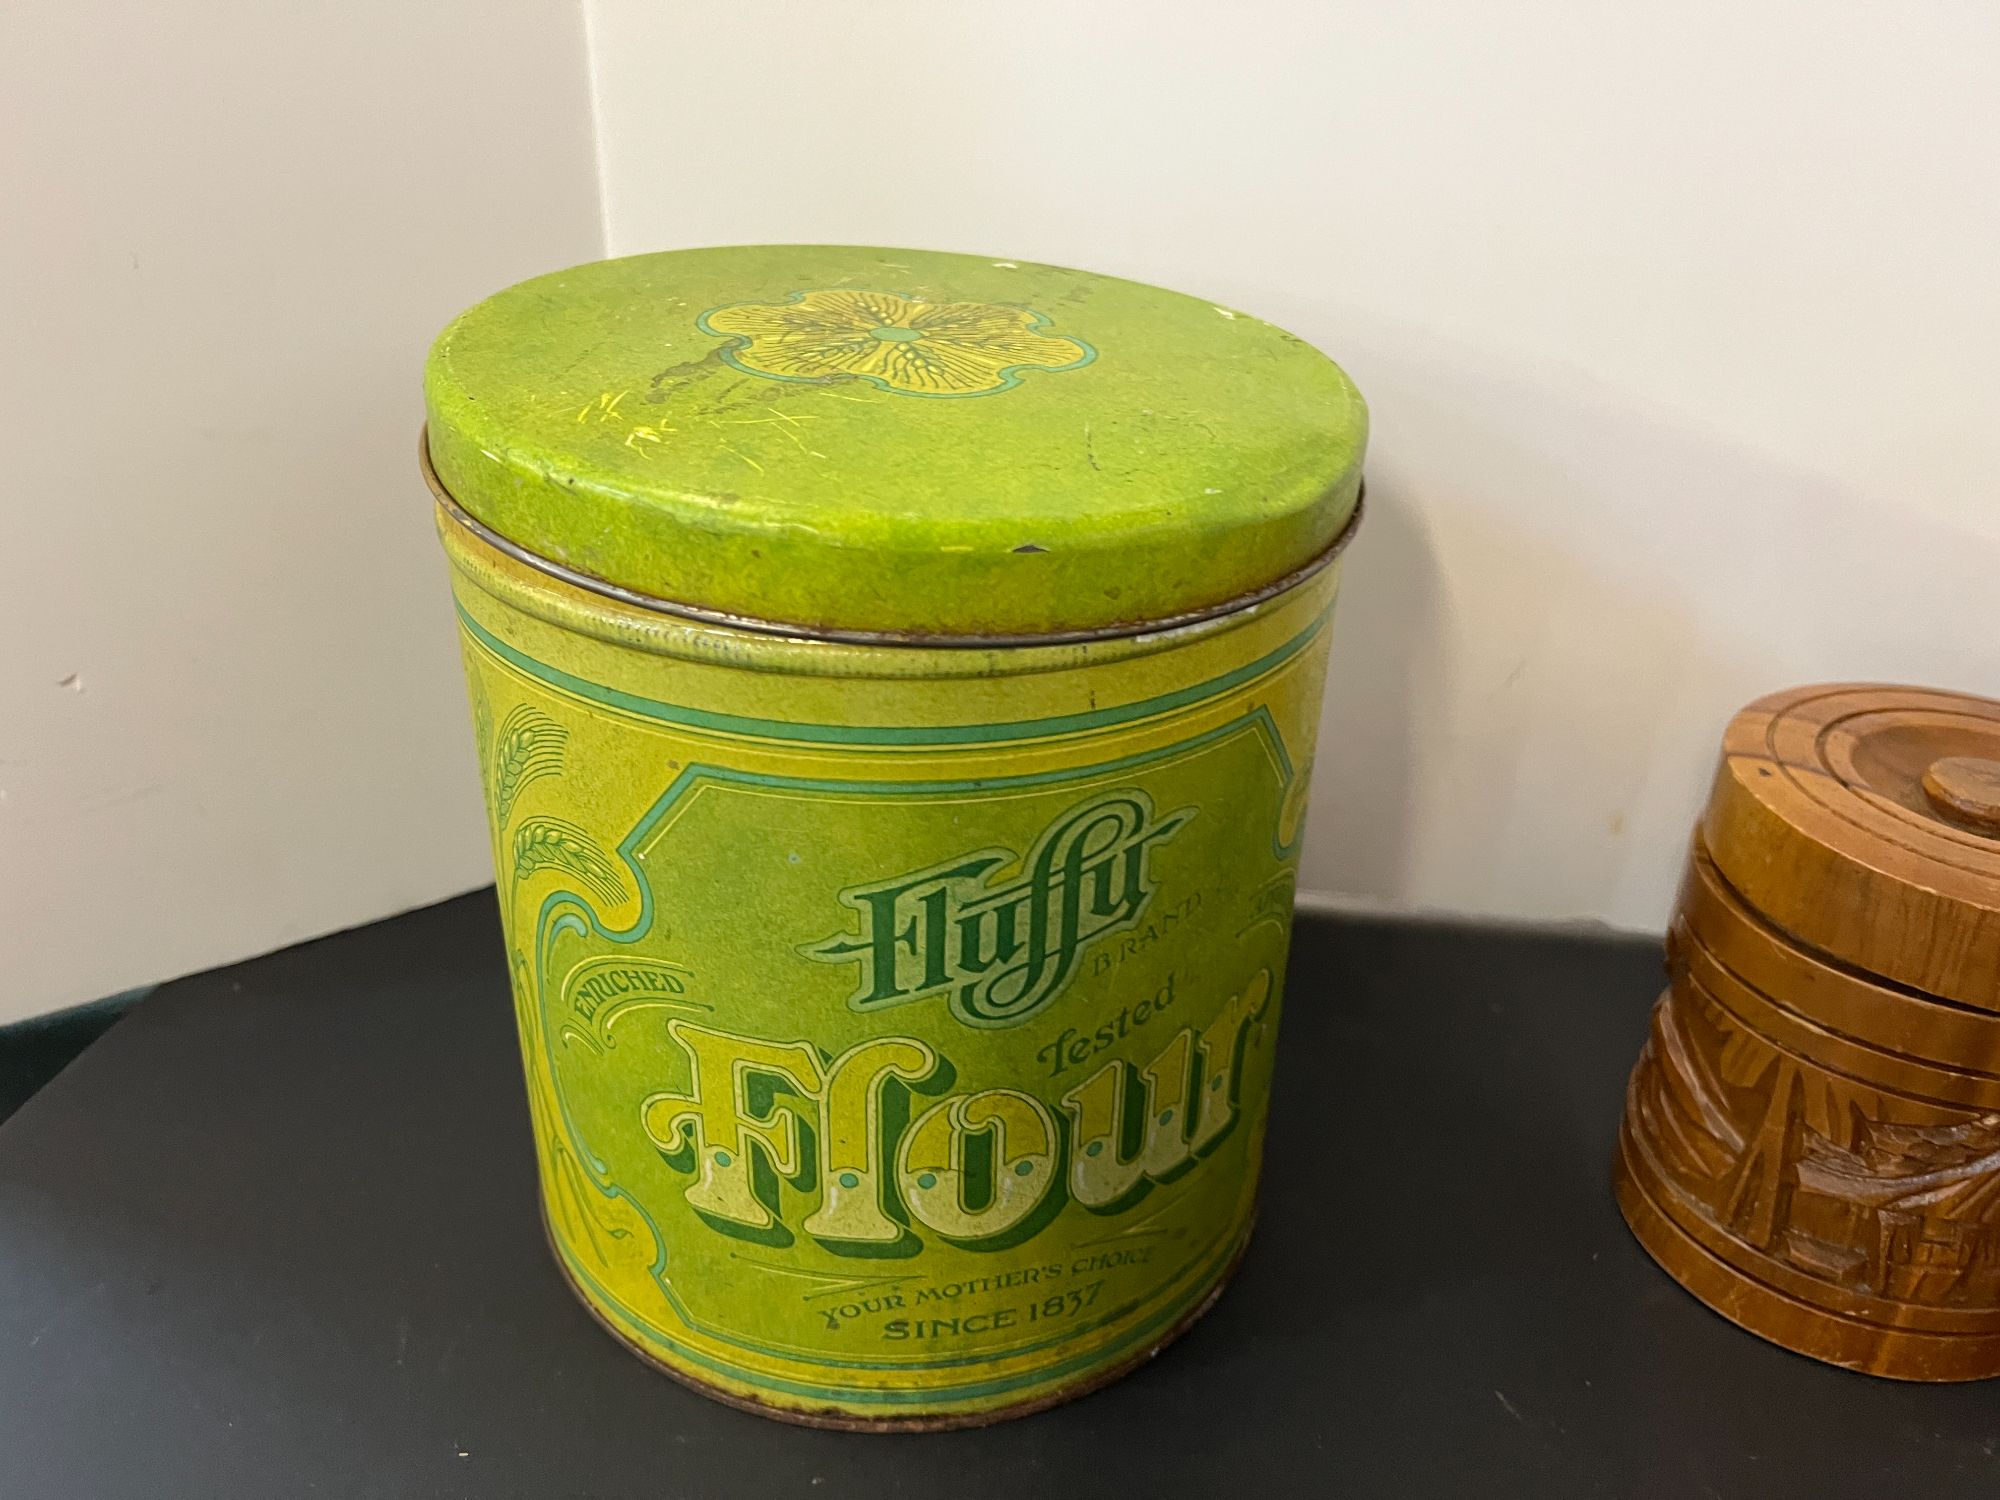 Fluffy
BRAND
ENRICHED
Tested
Flour
YOUR MOTHER'S CHOICE
SINCE 1837